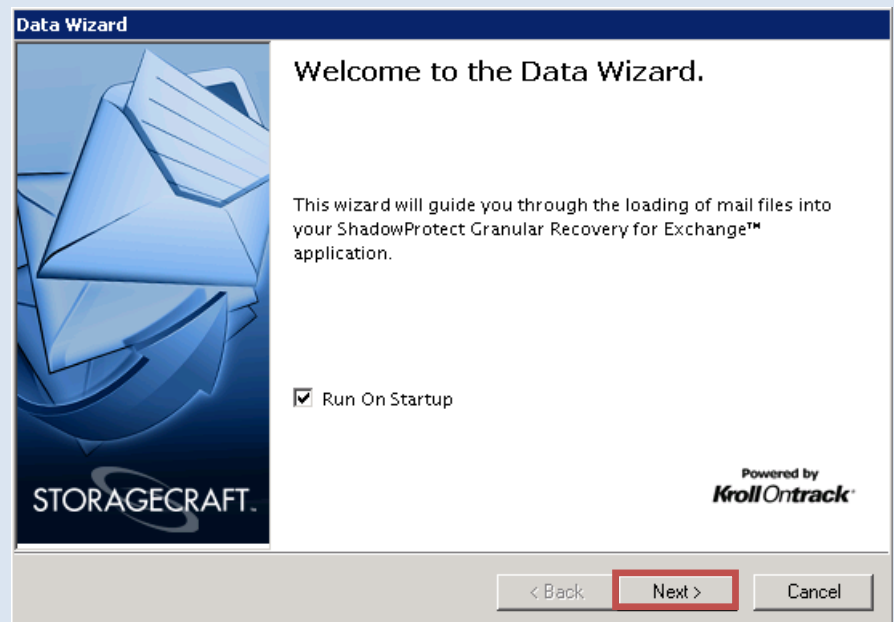 Data Wizard
Welcome to the Data Wizard.
This wizard will guide you through the loading of mail files into
your ShadowProtect Granular Recovery for Exchange™
application.
Run On Startup
STORAGECRAFT.
Powered by
KrollOntrack
< Back
Next >
Cancel